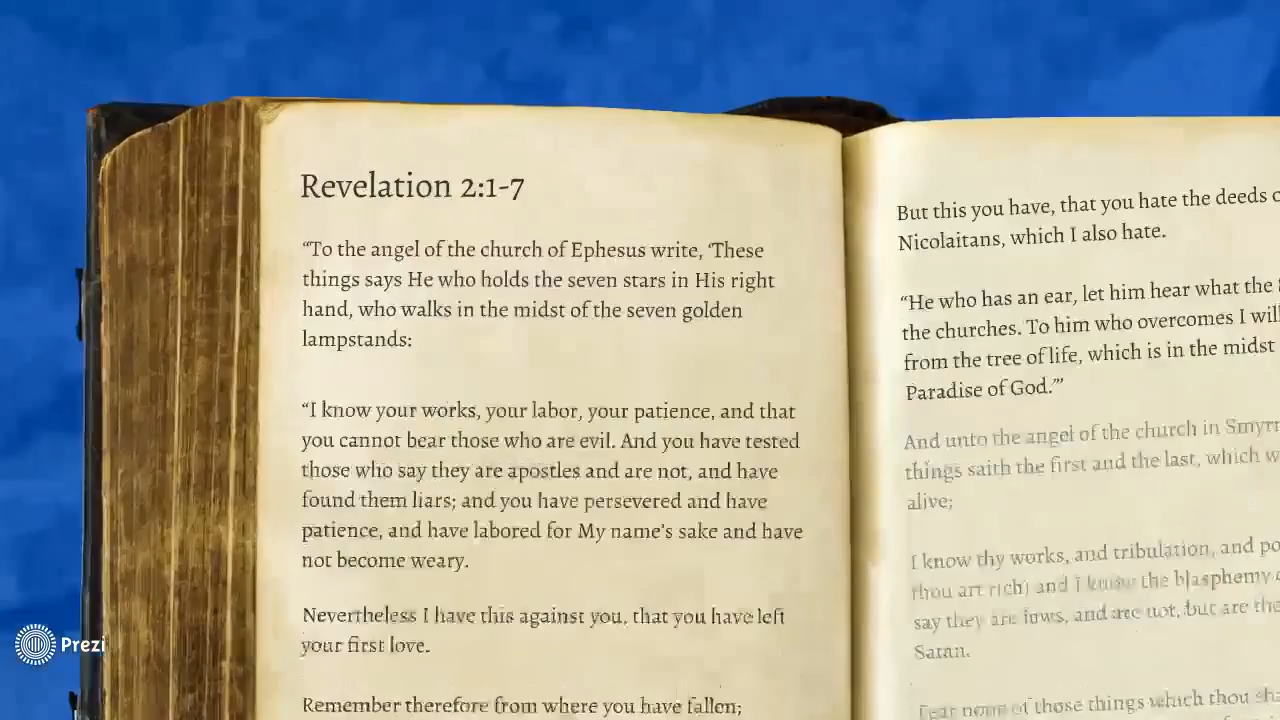 Revelation 2:1-7
“To the angel of the church of Ephesus write, ‘These
things says He who holds the seven stars in His right
hand, who walks in the midst of the seven golden
lampstands:
“I know your works, your labor, your patience, and that
you cannot bear those who are evil. And you have tested
those who say they are apostles and are not, and have
found them liars; and you have persevered and have
patience, and have labored for My name's sake and have
not become weary.
Nevertheless I have this against you, that you have left
your first love.
Remember therefore from where you have fallen;
But this you have, that you hate the deeds
Nicolaitans, which I also hate.
“He who has an ear, let him hear what the
the churches. To him who overcomes I will
from the tree of life, which is in the midst
Paradise of God.’”
And unto the angel of the church in
things saith the first and the last, which
alive;
I know thy works, and tribulation, and
thou art rich) and I know the blasphemy
say they are and are not, but are the
Satan.
Fear none of those things which thou
Prezi